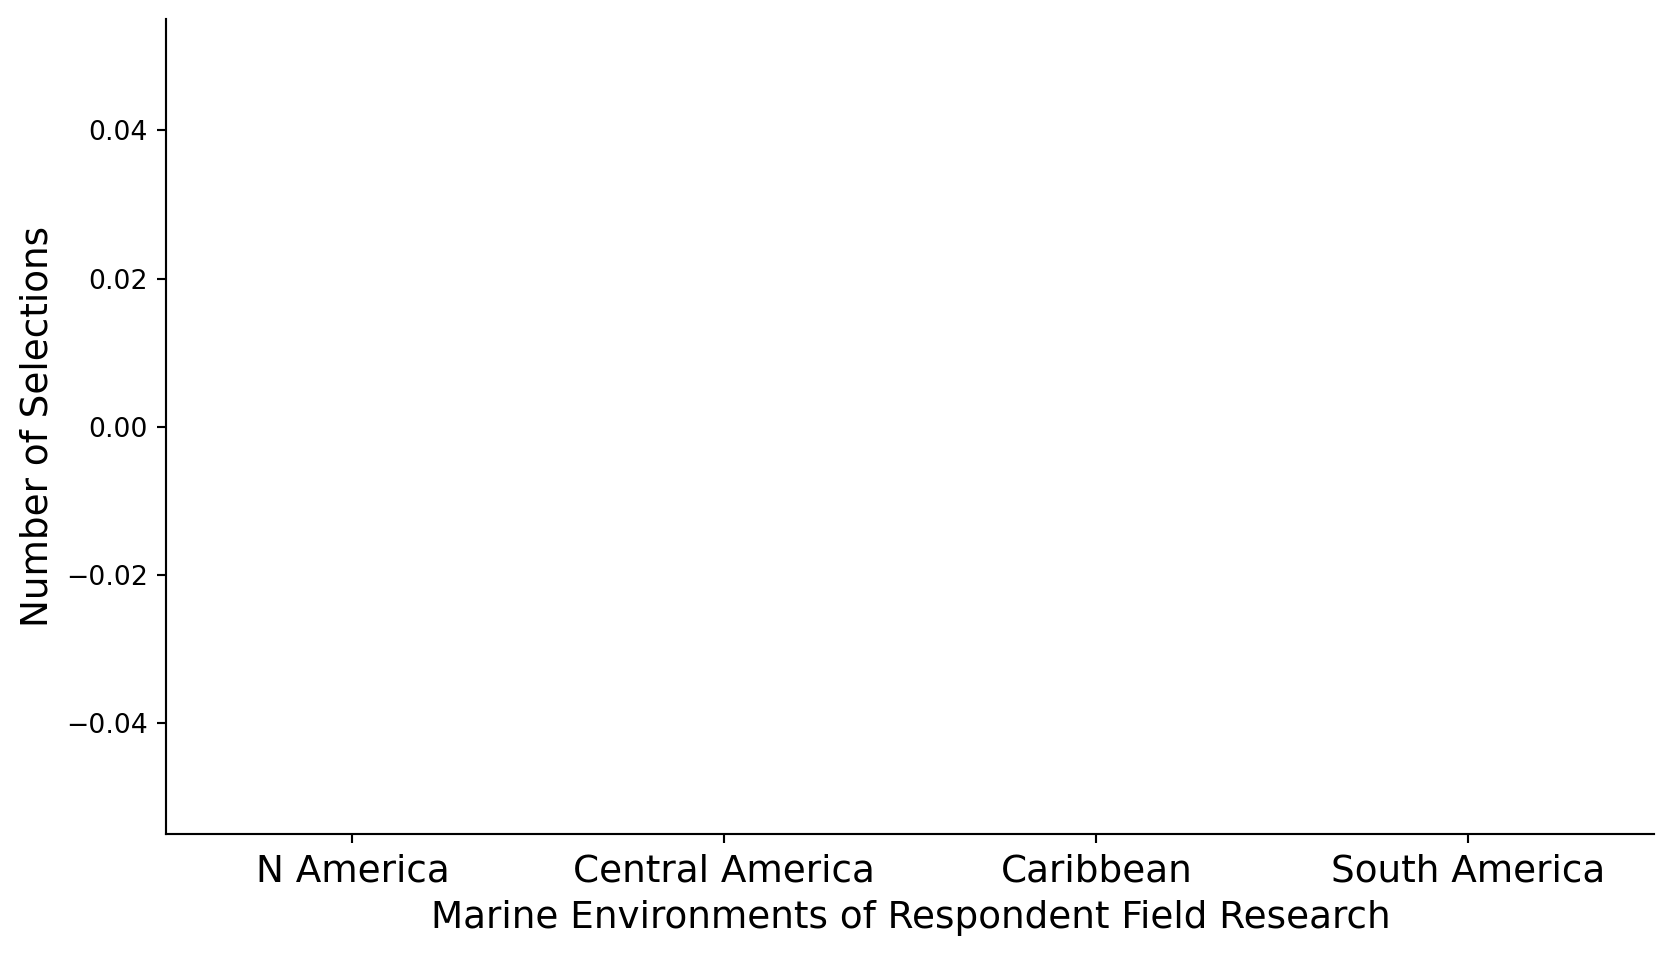 0.04
0.02
0.00
−0.02
−0.04
Number of Selections
N America
Central America
Caribbean
South America
Marine Environments of Respondent Field Research